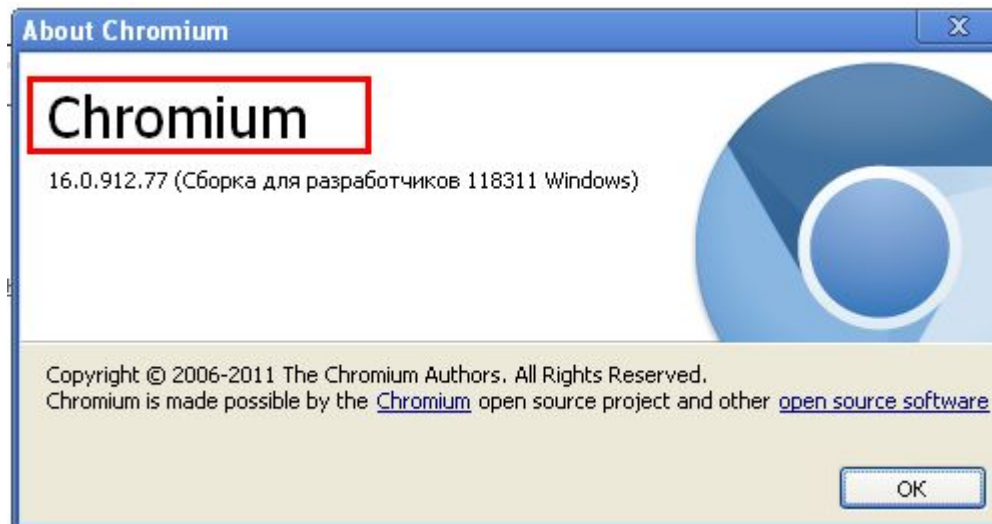 About Chromium
Chromium
16.0.912.77 (Сборка для разработчиков 118311 Windows)
Copyright © 2006-2011 The Chromium Authors. All Rights Reserved.
Chromium is made possible by the Chromium open source project and other open source software
OK